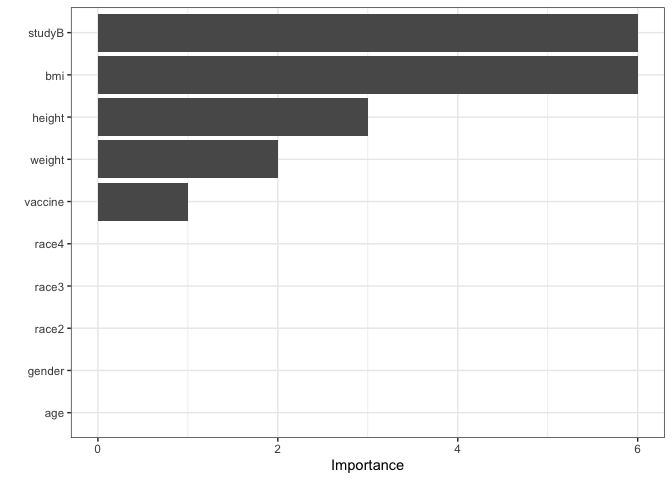 studyB
bmi
height
weight
vaccine
race4
race3
race2
gender
age
0 2 4 6
Importance